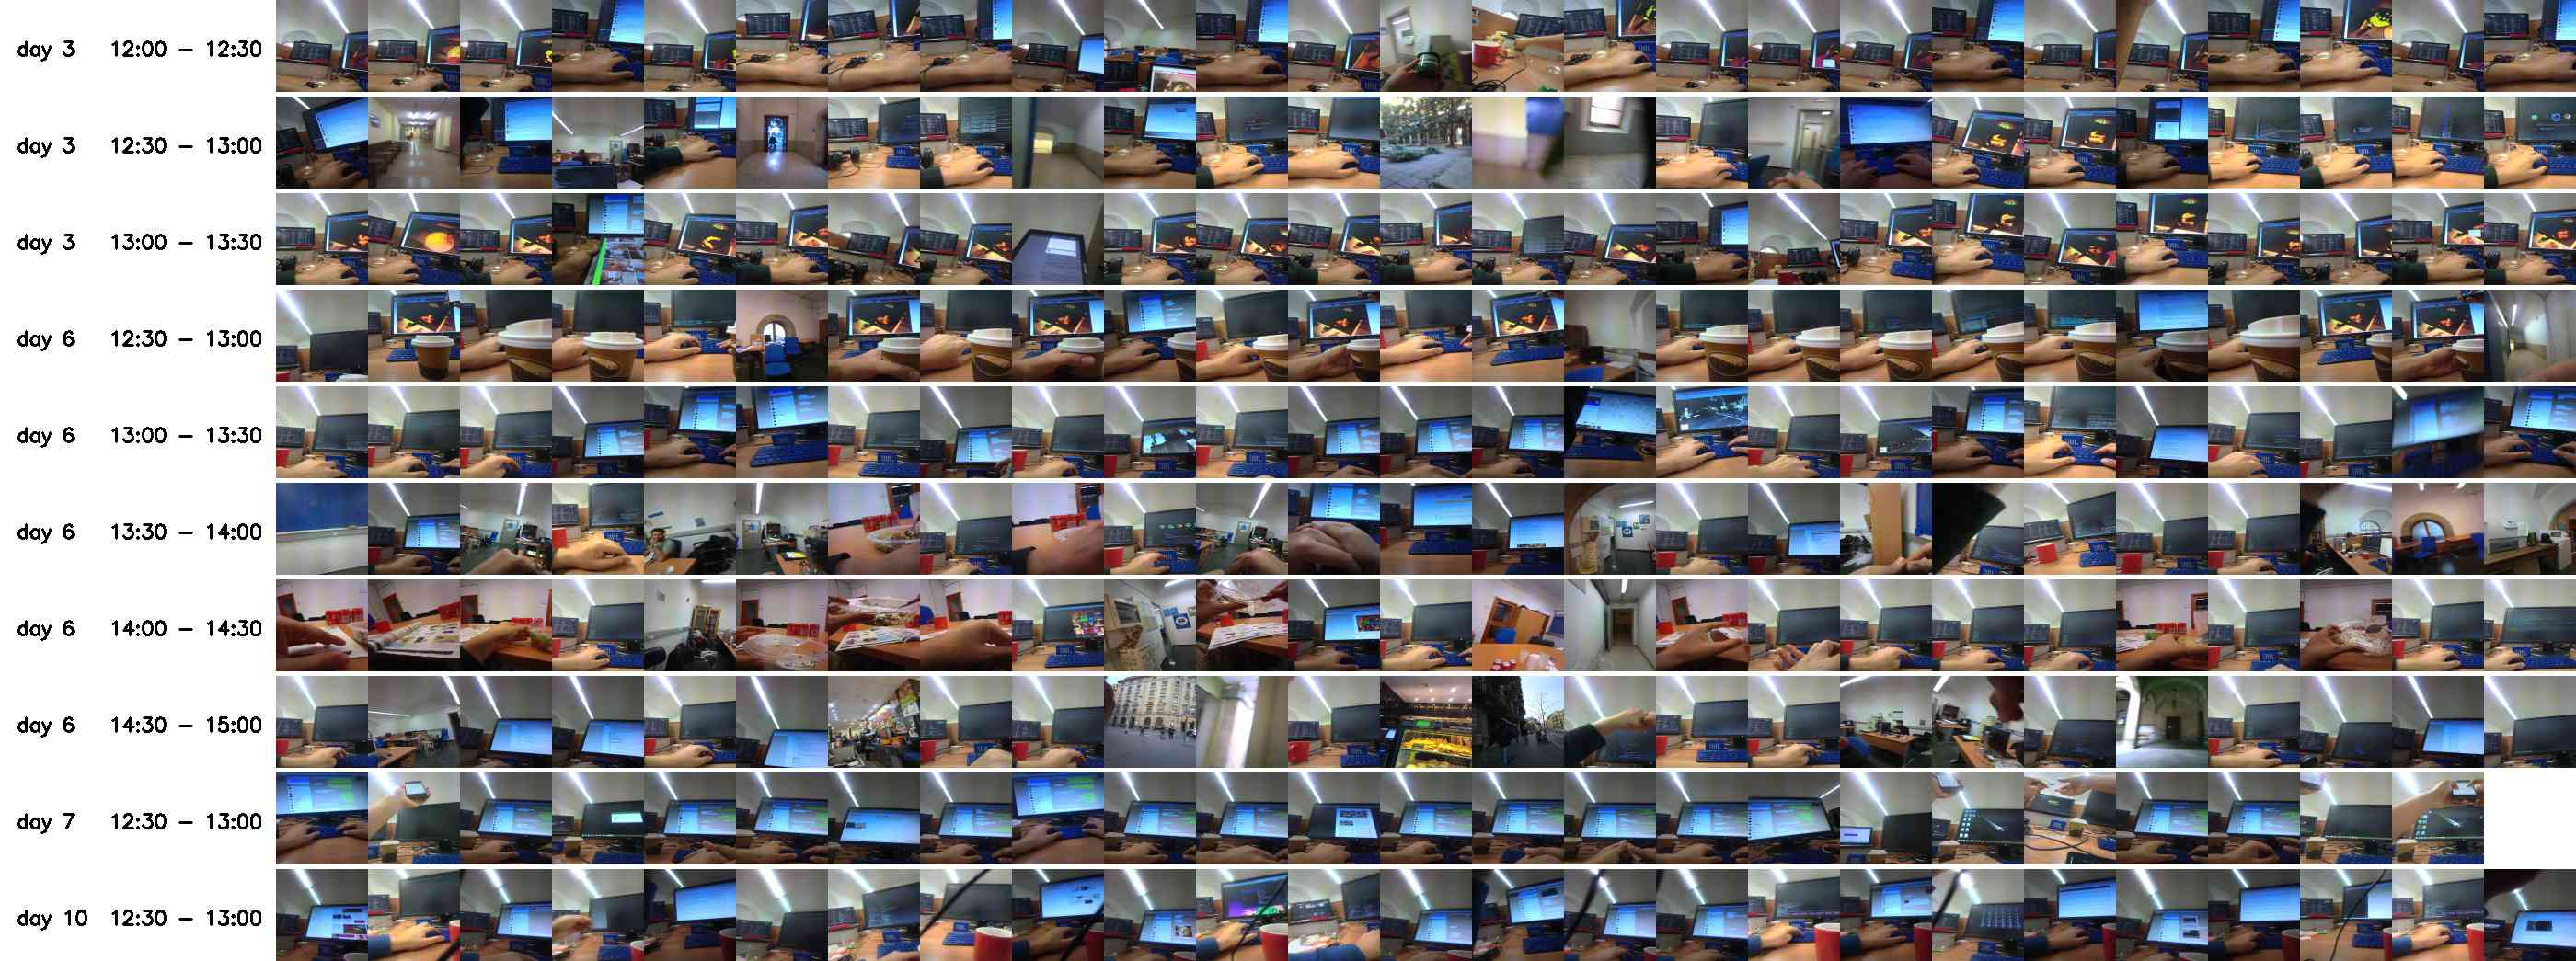 day 3 12:00 - 12:30
day 3 12:30 - 13:00
day 3 13:00 - 13:30
day 6 12:30 - 13:00
day 6 13:00 - 13:30
day 6 13:30 - 14:00
day 6 14:00 - 14:30
day 6 14:30 - 15:00
day 7 12:30 - 13:00
day 10 12:30 - 13:00